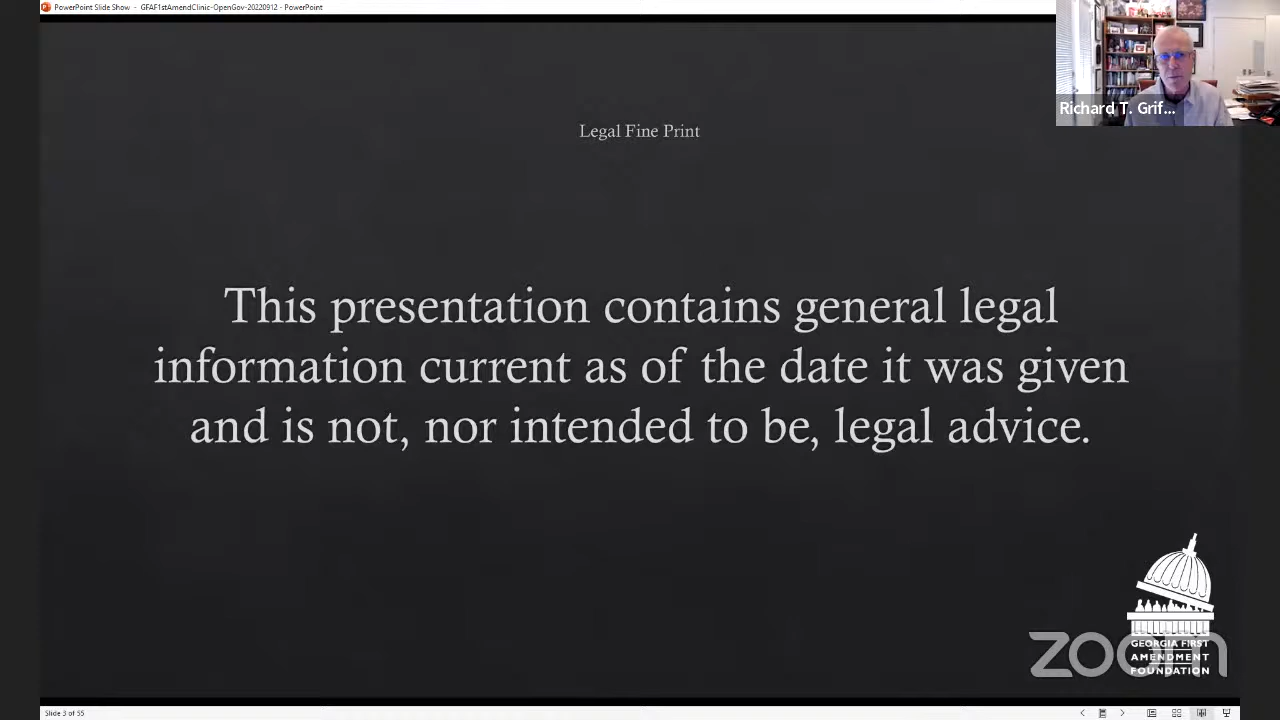 PowerPoint Slide Show - GFAF1stAmendClinic-OpenGov-20220912 - PowerPoint
Richard T. Grif...
Legal Fine Print
This presentation contains general legal
information current as of the date it was given
and is not, nor intended to be, legal advice.
zoom
GEORGIA FIRST
AMENDMENT
FOUNDATION
Slide 3 of 55